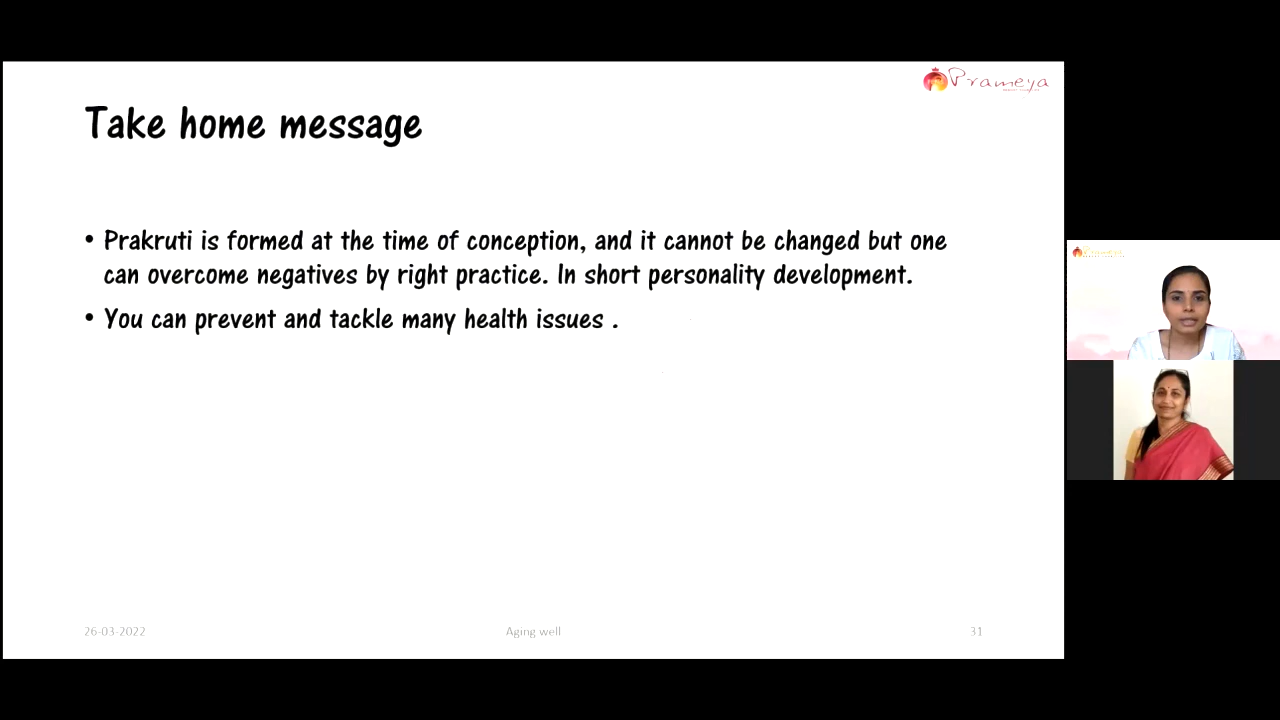 Prameya
Take home message
• Prakruti is formed at the time of conception, and it cannot be changed but one
can overcome negatives by right practice. In short personality development.
• You can prevent and tackle many health issues .
26-03-2022
Aging well
31
Prameya